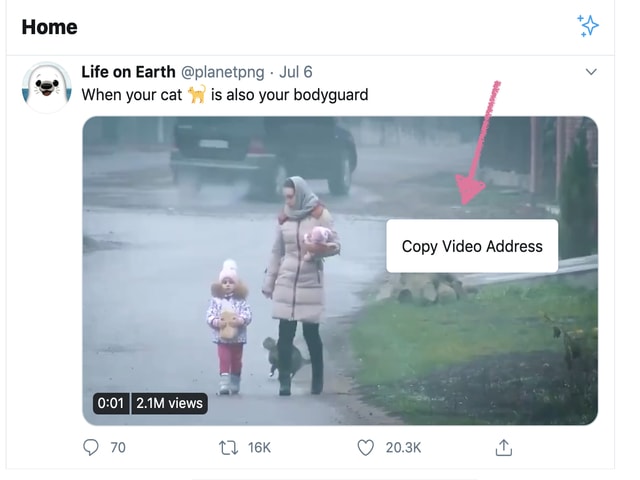 Home
Life on Earth @planetpng · Jul 6
When your cat 🐈 is also your bodyguard
Copy Video Address
0:01 2.1M views
70 16K 20.3K